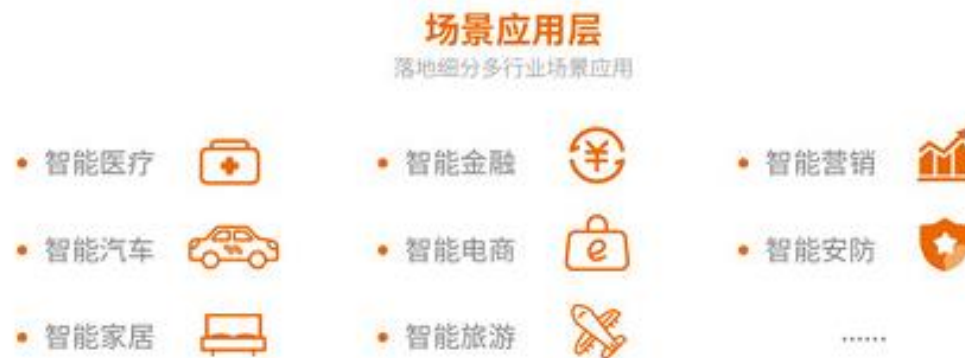 场景应用层
落地细分多行业场景应用
• 智能医疗
• 智能金融
• 智能营销
• 智能汽车
• 智能电商
e
• 智能安防
• 智能家居
• 智能旅游
......